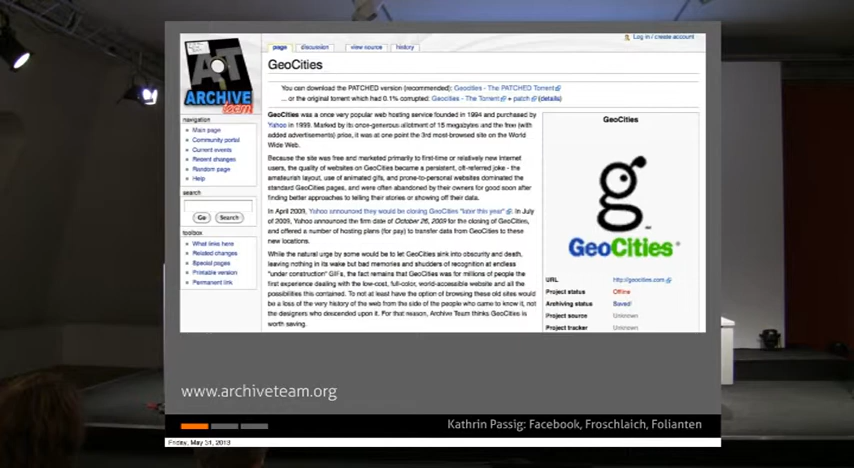 Log in / create account
page
discussion
view source
history
GeoCities
ARCHIVE
team
You can download the PATCHED version (recommended): Geocities - The PATCHED Torrent
... or the original torrent which had 0.1% corrupted: Geocities - The Torrent • patch (details)
GeoCities was a once very popular web hosting service founded in 1994 and purchased by
Yahoo in 1999. Marked by its once-generous allotment of 15 megabytes and the free (with
added advertisements) price, it was at one point the 3rd most-browsed site on the World
Wide Web.
Because the site was free and marketed primarily to first-time or relatively new Internet
users, the quality of websites on GeoCities became a persistent, oft-referred joke - the
amateurish layout, use of animated gifs, and prone-to-personal websites dominated the
standard GeoCities pages, and were often abandoned by their owners for good soon after
finding better approaches to telling their stories or showing off their data.
In April 2009, Yahoo announced they would be closing GeoCities "later this year" . In July
of 2009, Yahoo announced the firm date of October 26, 2009 for the closing of GeoCities,
and offered a number of hosting plans (for pay) to transfer data from GeoCities to these
new locations.
While the natural urge by some would be to let GeoCities sink into obscurity and death,
leaving nothing in its wake but bad memories and shudders of recognition at endless
"under construction" GIFs, the fact remains that GeoCities was for millions of people the
first experience dealing with the low-cost, full-color, world-accessible website and all the
possibilities this contained. To not at least have the option of browsing these old sites would
be a loss of the very history of the web from the side of the people who came to know it, not
the designers who descended upon it. For that reason, Archive Team thinks GeoCities is
worth saving.
navigation
Main page
Community portal
Current events
Recent changes
Random page
Help
search
Go
Search
toolbox
What links here
Related changes
Special pages
Printable version
Permanent link
GeoCities
GeoCities
URL http://geocities.com
Project status Offline
Archiving status Saved!
Project source Unknown
Project tracker Unknown
www.archiveteam.org
Kathrin Passig: Facebook, Froschlaich, Folianten
Friday, May 31, 2013